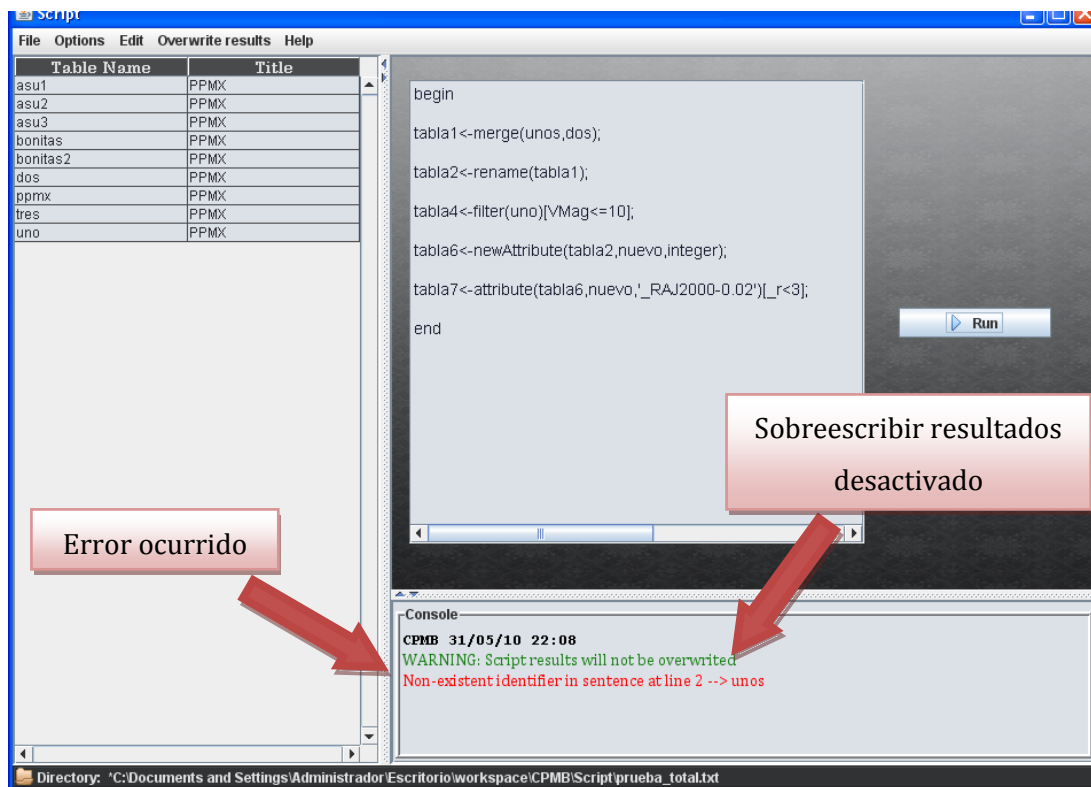 Script
File Options Edit Overwrite results Help
Table Name Title
asu1 PPMX
asu2 PPMX
asu3 PPMX
bonitas PPMX
bonitas2 PPMX
dos PPMX
ppmx PPMX
tres PPMX
uno PPMX
begin
tabla1<-merge(unos,dos);
tabla2<-rename(tabla1);
tabla4<-filter(uno)[VMag<=10];
tabla6<-newAttribute(tabla2,nuevo,integer);
tabla7<-attribute(tabla6,nuevo,'_RAJ2000-0.02')[_r<3];
end
Run
Sobreescribir resultados
desactivado
Error ocurrido
Console
CPMB 31/05/10 22:08
WARNING: Script results will not be overwrited
Non-existent identifier in sentence at line 2 --> unos
Directory: "C:\Documents and Settings\Administrador\Escritorio\workspace\CPMB\Script\prueba_total.txt